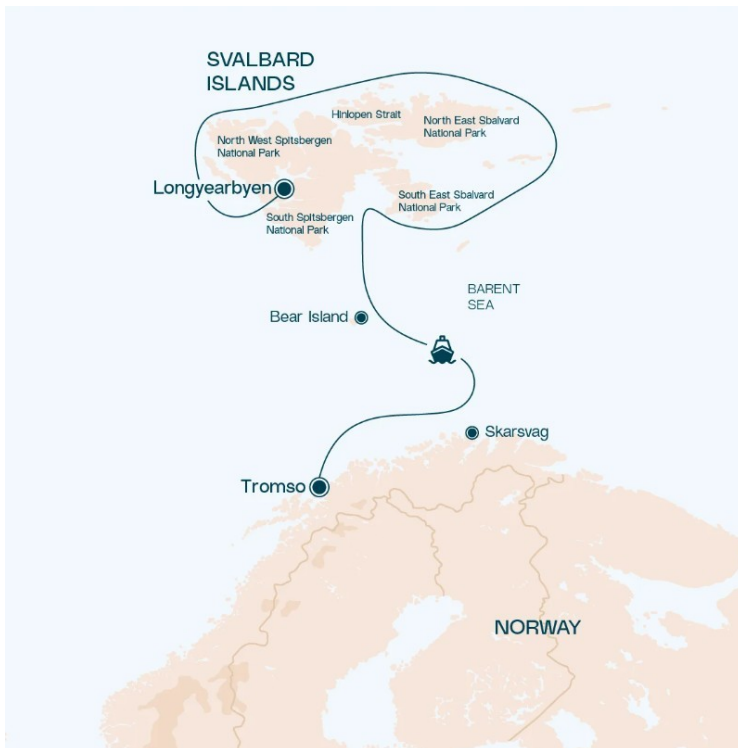 SVALBARD
ISLANDS
Hinlopen Strait
North East Sbalvard
National Park
North West Spitsbergen
National Park
Longyearbyen
South East Sbalvard
National Park
South Spitsbergen
National Park
BARENT
SEA
Bear Island
Skarsvag
Tromso
NORWAY